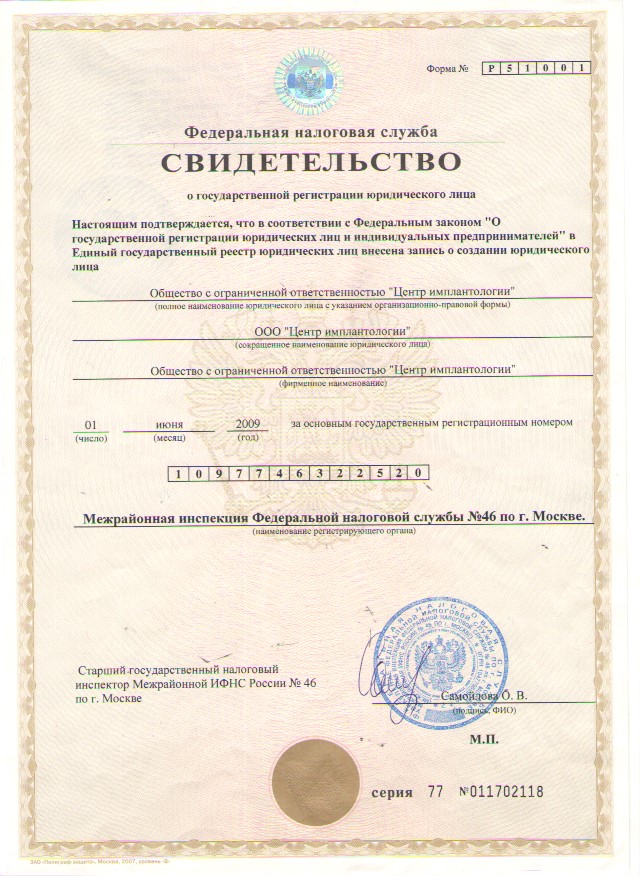 Форма № Р 5 1 0 0 1
Федеральная налоговая служба
СВИДЕТЕЛЬСТВО
о государственной регистрации юридического лица
Настоящим подтверждается, что в соответствии с Федеральным законом "О
государственной регистрации юридических лиц и индивидуальных предпринимателей" в
Единый государственный реестр юридических лиц внесена запись о создании юридического
лица
Общество с ограниченной ответственностью "Центр имплантологии"
(полное наименование юридического лица с указанием организационно-правовой формы)
ООО "Центр имплантологии"
(сокращенное наименование юридического лица)
Общество с ограниченной ответственностью "Центр имплантологии"
(фирменное наименование)
01 июня 2009 за основным государственным регистрационным номером
(число) (месяц) (год)
1 0 9 7 7 4 6 3 2 2 5 2 0
Межрайонная инспекция Федеральной налоговой службы №46 по г. Москве.
(наименование регистрирующего органа)
Старший государственный налоговый
инспектор Межрайонной ИФНС России № 46
по г. Москве
Самойлова О. В.
(подпись, ФИО)
М.П.
серия 77 №011702118
ЗАО «Полиграф-защита», Москва, 2007, уровень «В»